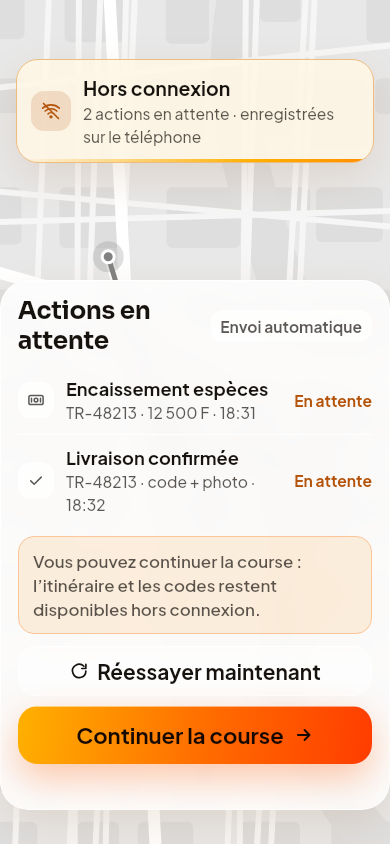 Hors connexion
2 actions en attente · enregistrées
sur le téléphone
Actions en
attente
Envoi automatique
Encaissement espèces
TR-48213 · 12 500 F · 18:31
En attente
Livraison confirmée
TR-48213 · code + photo ·
18:32
En attente
Vous pouvez continuer la course :
l’itinéraire et les codes restent
disponibles hors connexion.
Réessayer maintenant
Continuer la course